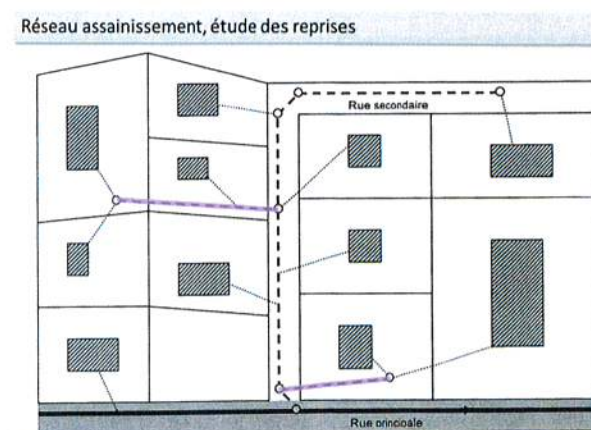 Réseau assainissement, étude des reprises
Rue secondaire
Rue principale